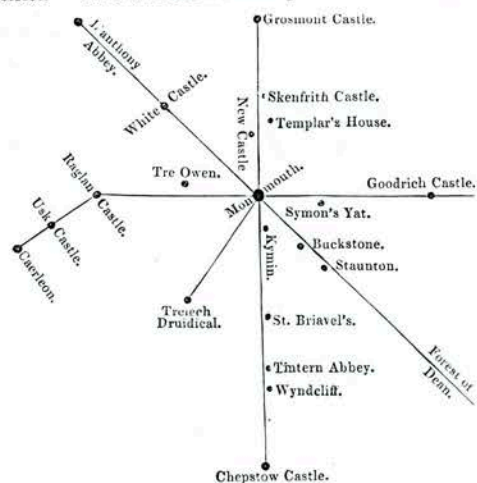 Grosmont Castle.
L'anthony
Abbey.
White Castle.
Skenfrith Castle.
Templar'z House.
New Castle
Tre Owen.
Raglan
Castle.
Monmouth.
Goodrich Castle.
Symon's Yat.
Usk
Castle.
Caerleon.
Kymin.
Buckstone.
Staunton.
Treiech
Druidical.
St. Briavel's.
Tintern Abbey.
Wyndcliff.
Forest of
Dean.
Chepstow Castle.